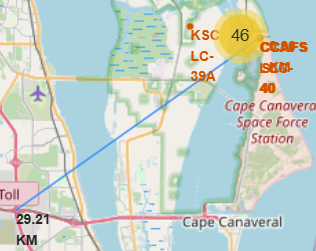 KSC
LC-
39A
46
CCAFS
SLC-
40
Cape Canaveral
Space Force
Station
Toll
29.21
KM
Cape Canaveral